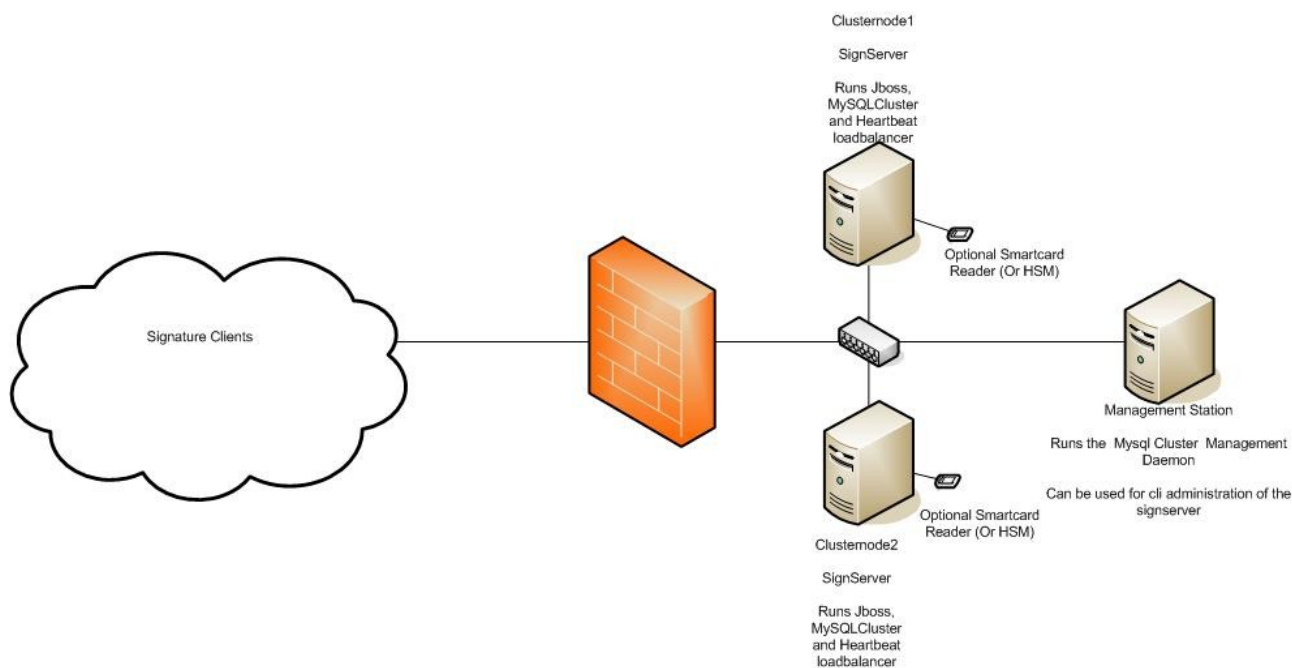 Clusternode1
SignServer
Runs Jboss,
MySQLCluster
and Heartbeat
loadbalancer
Optional Smartcard
Reader (Or HSM)
Signature Clients
Management Station
Runs the Mysql Cluster Management
Daemon
Can be used for cli administration of the
signserver
Optional Smartcard
Reader (Or HSM)
Clusternode2
SignServer
Runs Jboss,
MySQLCluster
and Heartbeat
loadbalancer